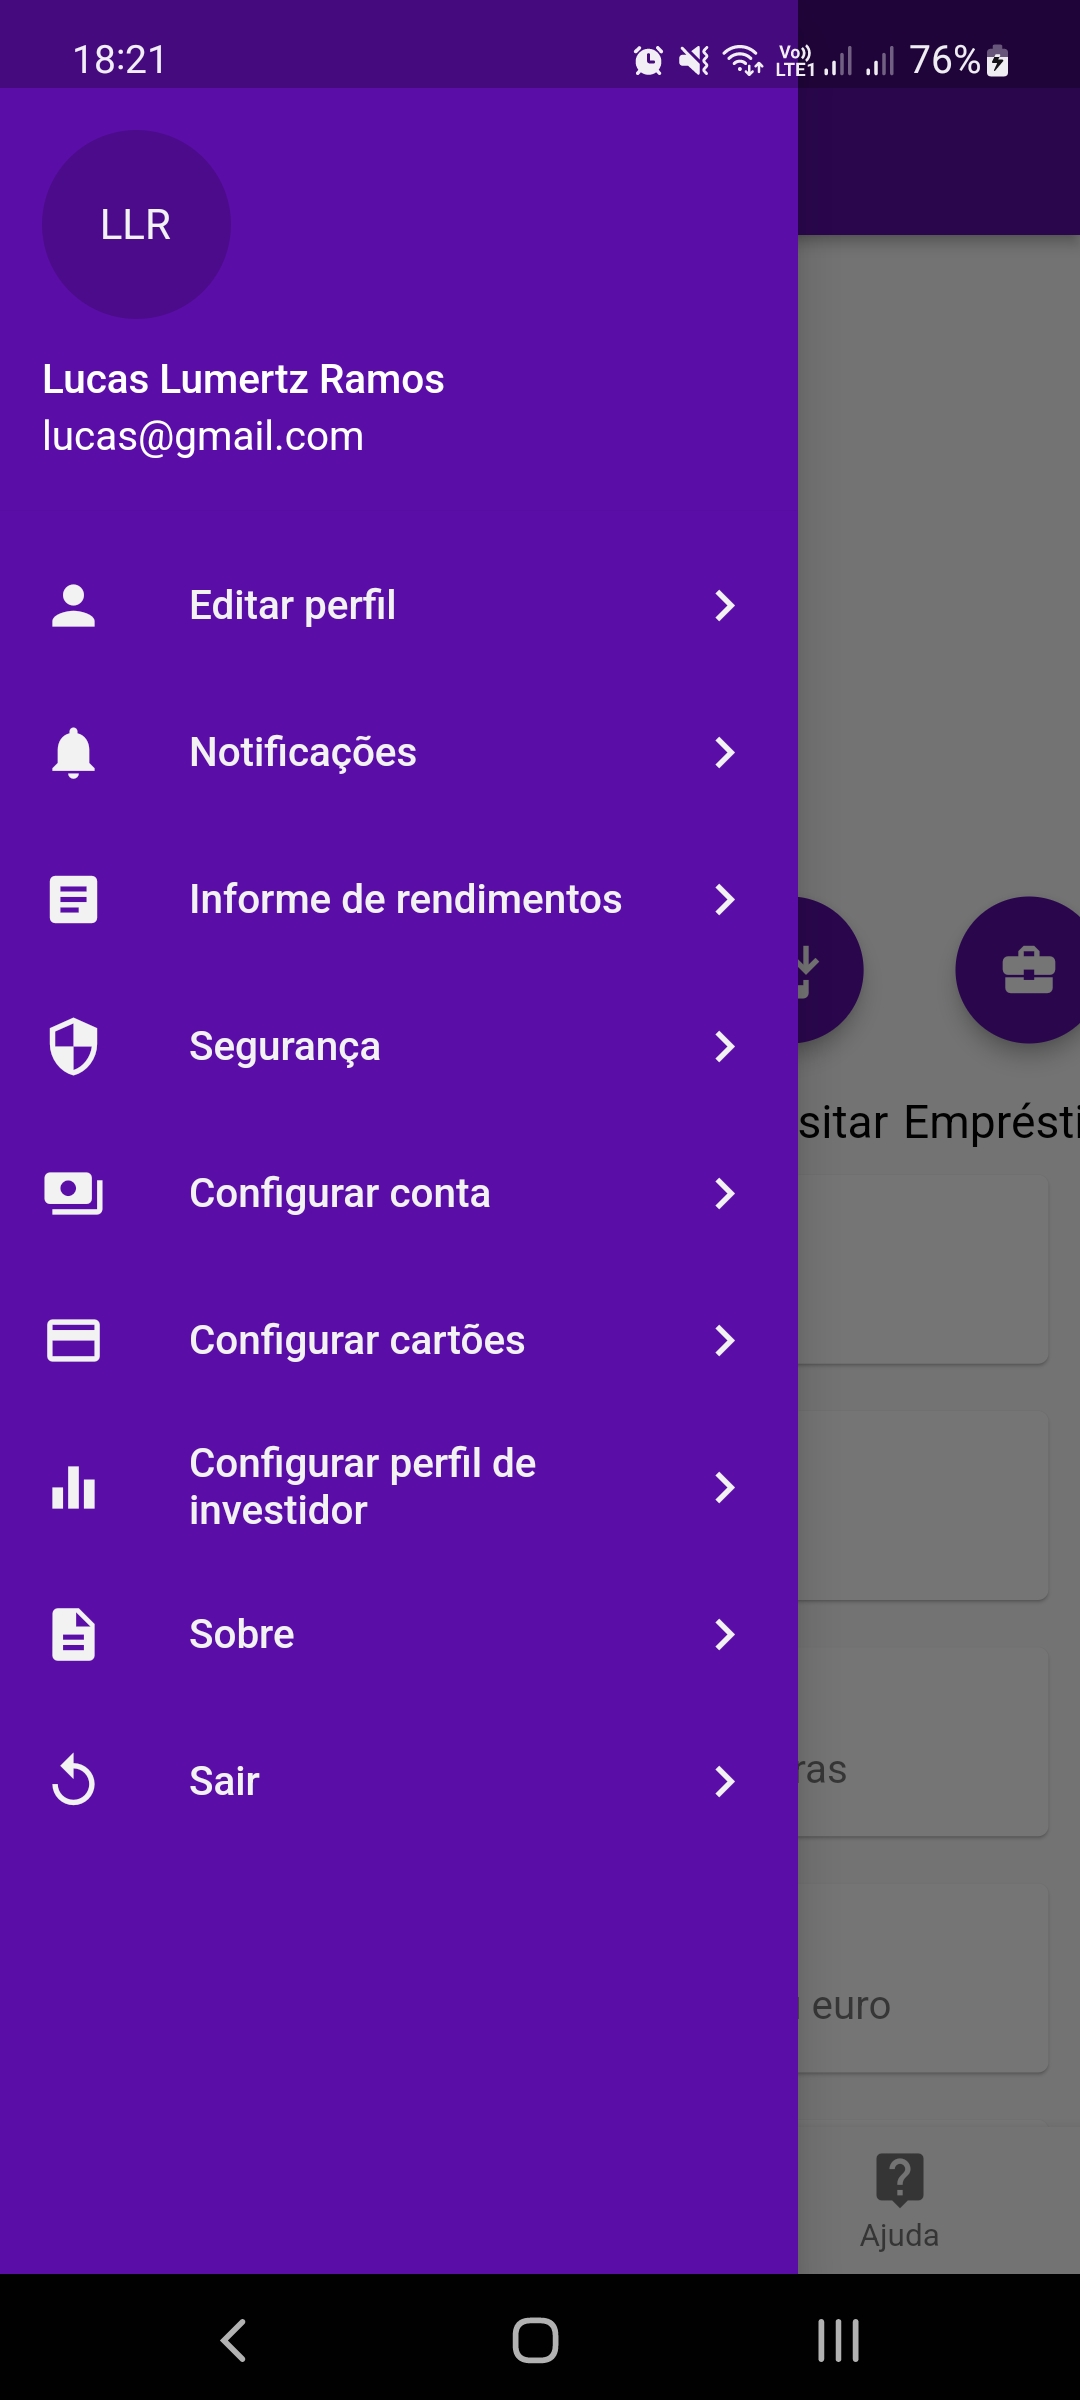 18:21
Vo)) LTE1
76%
LLR
Lucas Lumertz Ramos
lucas@gmail.com
Editar perfil
Notificações
Informe de rendimentos
Segurança
Configurar conta
Configurar cartões
Configurar perfil de
investidor
Sobre
Sair
sitar Emprésti
ras
euro
Ajuda